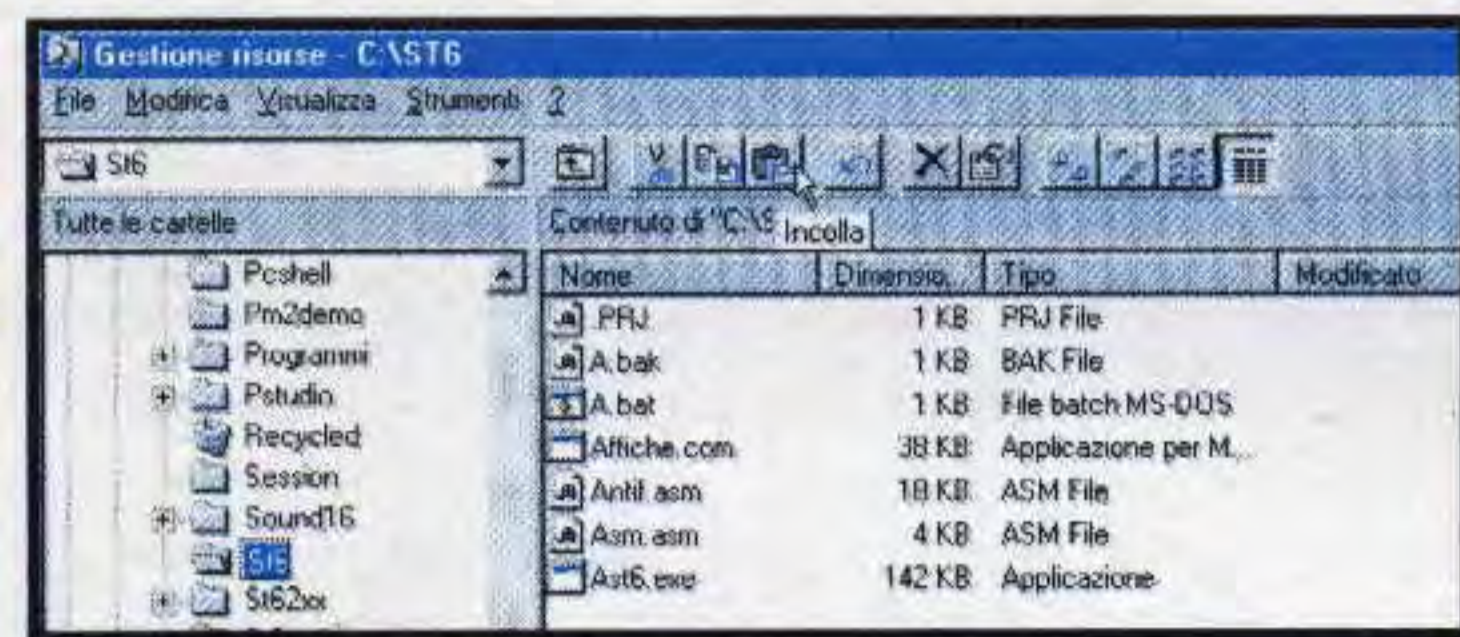 Gestione risorse - C:\ST6
File Modifica Visualizza Strumenti ?
St6
Tutte le cartelle
Contenuto di "C:\S
Incolla
Pcshell
Pm2demo
Programmi
Pstudio
Recycled
Session
Sound16
St6
St62xx
Nome Dimensio... Tipo Modificato
.PRJ 1 KB PRJ File
A.bak 1 KB BAK File
A.bat 1 KB File batch MS-DOS
Affiche.com 38 KB Applicazione per M...
Antif.asm 18 KB ASM File
Asm.asm 4 KB ASM File
Ast6.exe 142 KB Applicazione